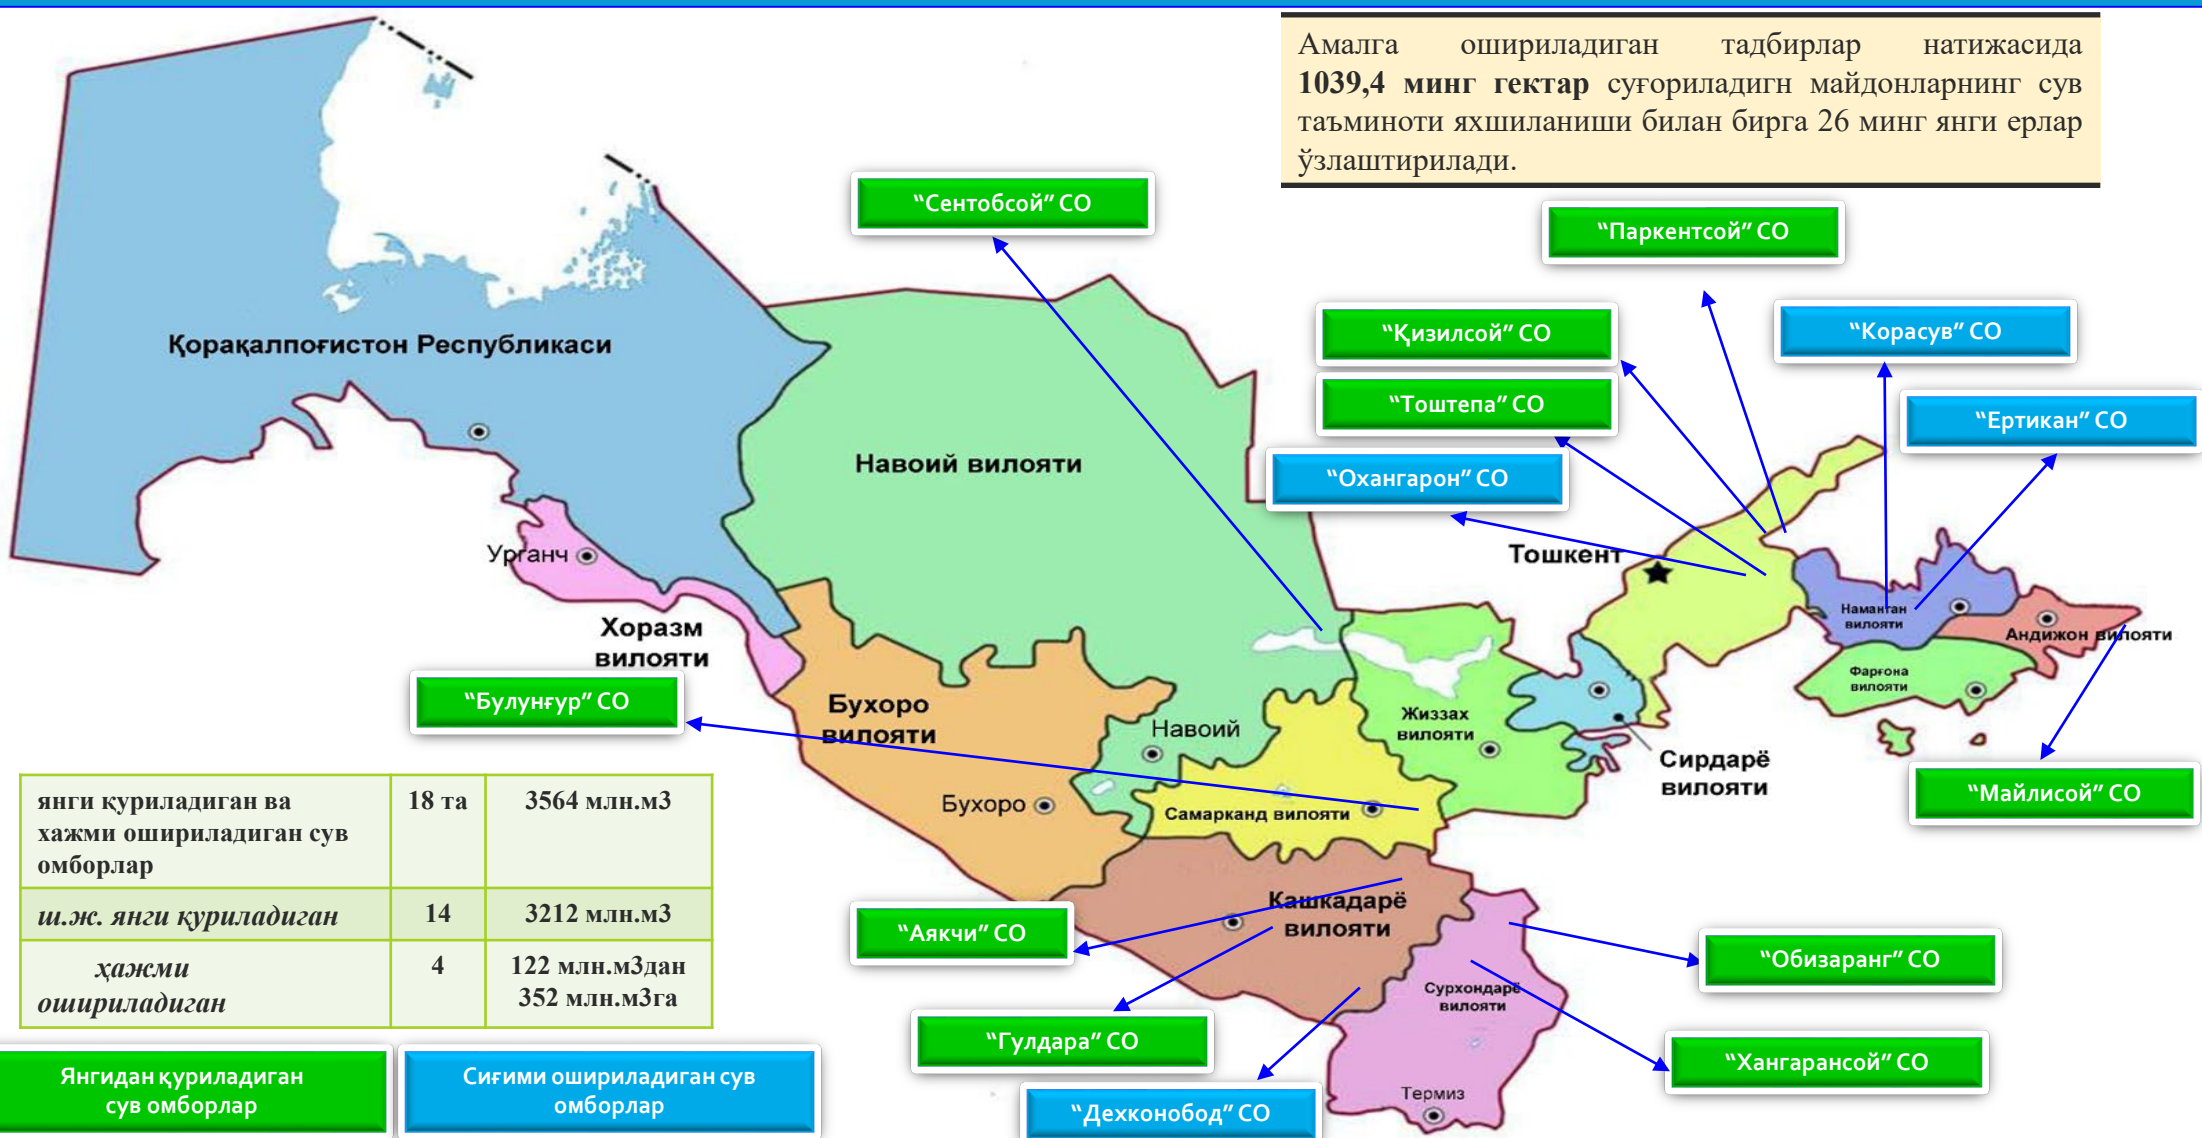 Амалга ошириладиган тадбирлар натижасида
1039,4 минг гектар суғориладигн майдонларнинг сув
таъминоти яхшиланиши билан бирга 26 минг янги ерлар
ўзлаштирилади.
“Сентобсой” СО
“Паркентсой” СО
“Қизилсой” СО
“Корасув” СО
“Тоштепа” СО
“Ертикан” СО
“Охангарон” СО
Қорақалпоғистон Республикаси
Навоий вилояти
Тошкент
Урганч
Хоразм
вилояти
Наманган
вилояти
Андижон вилояти
Фарғона
вилояти
“Булунғур” СО
Бухоро
вилояти
Навоий
Жиззах
вилояти
Сирдарё
вилояти
“Майлисой” СО
Бухоро
Самарканд вилояти
янги қуриладиган ва
хажми ошириладиган сув
омборлар
18 та
3564 млн.м3
ш.ж. янги қуриладиган
14
3212 млн.м3
ҳажми
ошириладиган
4
122 млн.м3дан
352 млн.м3га
Кашкадарё
вилояти
“Аякчи” СО
“Обизаранг” СО
Сурхондарё
вилояти
“Гулдара” СО
“Хангарансой” СО
Термиз
“Дехконобод” СО
Янгидан қуриладиган
сув омборлар
Сиғими ошириладиган сув
омборлар